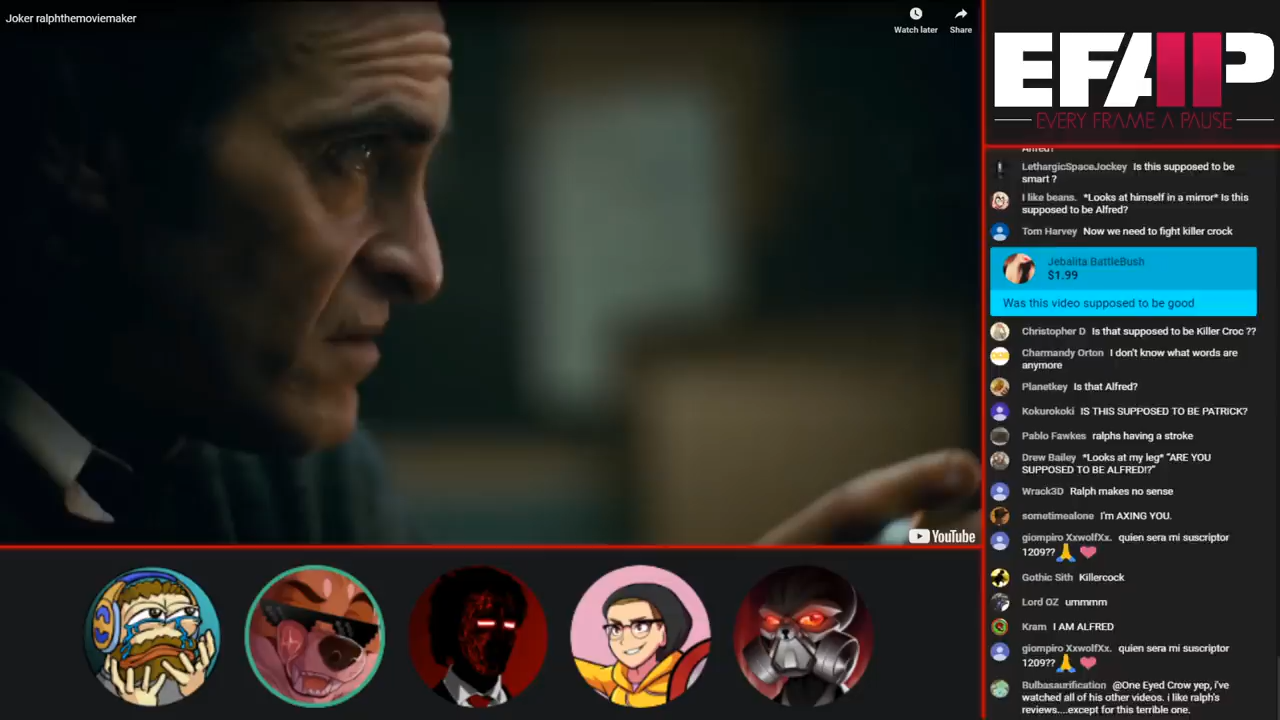 Joker ralphthemoviemaker
Watch later
Share
EFAP
EVERY FRAME A PAUSE
Alfred?
LethargicSpaceJockey Is this supposed to be
smart ?
I like beans. *Looks at himself in a mirror* Is this
supposed to be Alfred?
Tom Harvey Now we need to fight killer crock
Jebalita BattleBush
$1.99
Was this video supposed to be good
Christopher D Is that supposed to be Killer Croc ??
Charmandy Orton I don't know what words are
anymore
Planetkey Is that Alfred?
Kokurokoki IS THIS SUPPOSED TO BE PATRICK?
Pablo Fawkes ralphs having a stroke
Drew Bailey *Looks at my leg* "ARE YOU
SUPPOSED TO BE ALFRED!?"
Wrack3D Ralph makes no sense
sometimealone I'm AXING YOU.
giompiro XxwolfXx. quien sera mi suscriptor
1209?? 🙏 ❤
Gothic Sith Killercock
Lord OZ ummmm
Kram I AM ALFRED
giompiro XxwolfXx. quien sera mi suscriptor
1209?? 🙏 ❤
Bulbasaurification @One Eyed Crow yep, i've
watched all of his other videos. i like ralph's
reviews....except for this terrible one.
YouTube